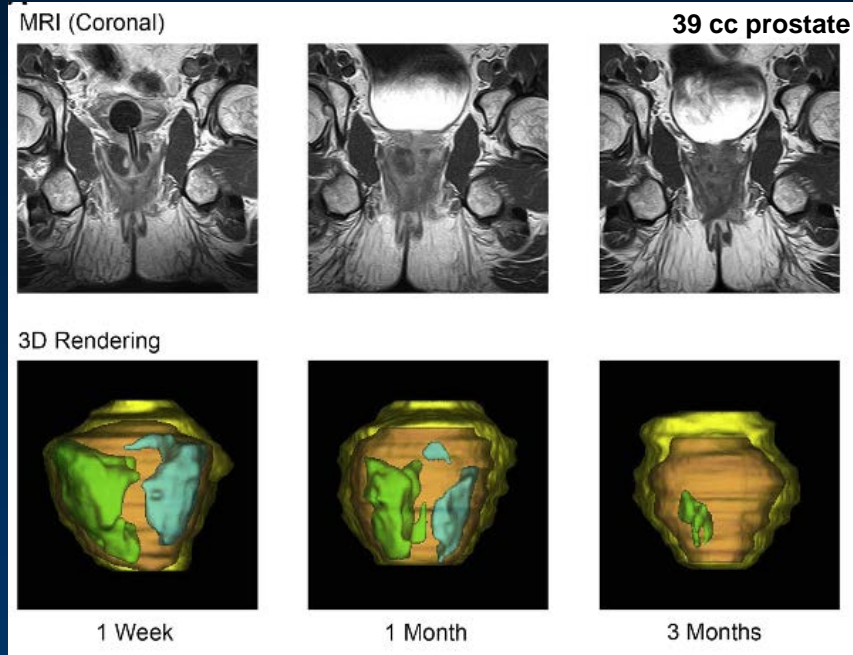 MRI (Coronal)
39 cc prostate
3D Rendering
1 Week
1 Month
3 Months